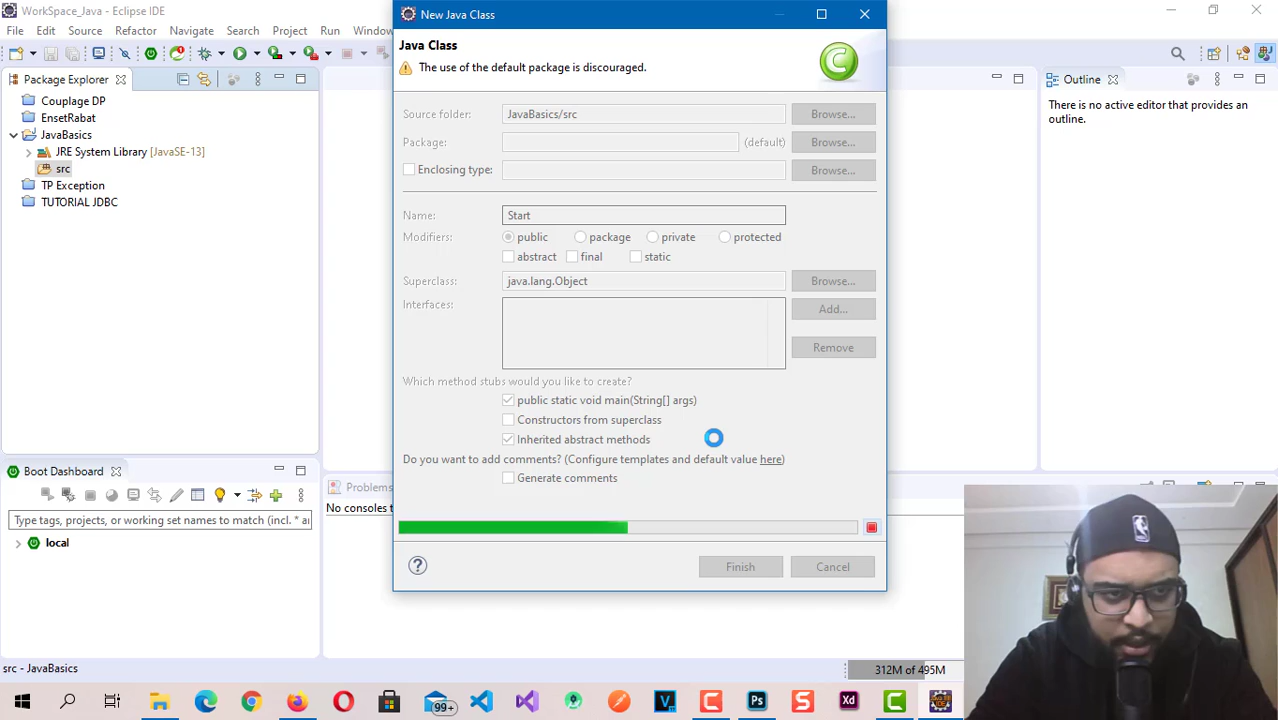 WorkSpace_Java - Eclipse IDE
File Edit Source Refactor Navigate Search Project Run Window
Package Explorer
Couplage DP
EnsetRabat
JavaBasics
JRE System Library [JavaSE-13]
src
TP Exception
TUTORIAL JDBC
Boot Dashboard
Type tags, projects, or working set names to match (incl. * ai
local
src - JavaBasics
New Java Class
Java Class
The use of the default package is discouraged.
Source folder: JavaBasics/src Browse...
Package: (default) Browse...
Enclosing type: Browse...
Name: Start
Modifiers: public package private protected
abstract final static
Superclass: java.lang.Object Browse...
Interfaces: Add...
Remove
Which method stubs would you like to create?
public static void main(String[] args)
Constructors from superclass
Inherited abstract methods
Do you want to add comments? (Configure templates and default value here)
Generate comments
Finish Cancel
Problems
No consoles t
Outline
There is no active editor that provides an
outline.
312M of 495M
99+
Ps
Xd